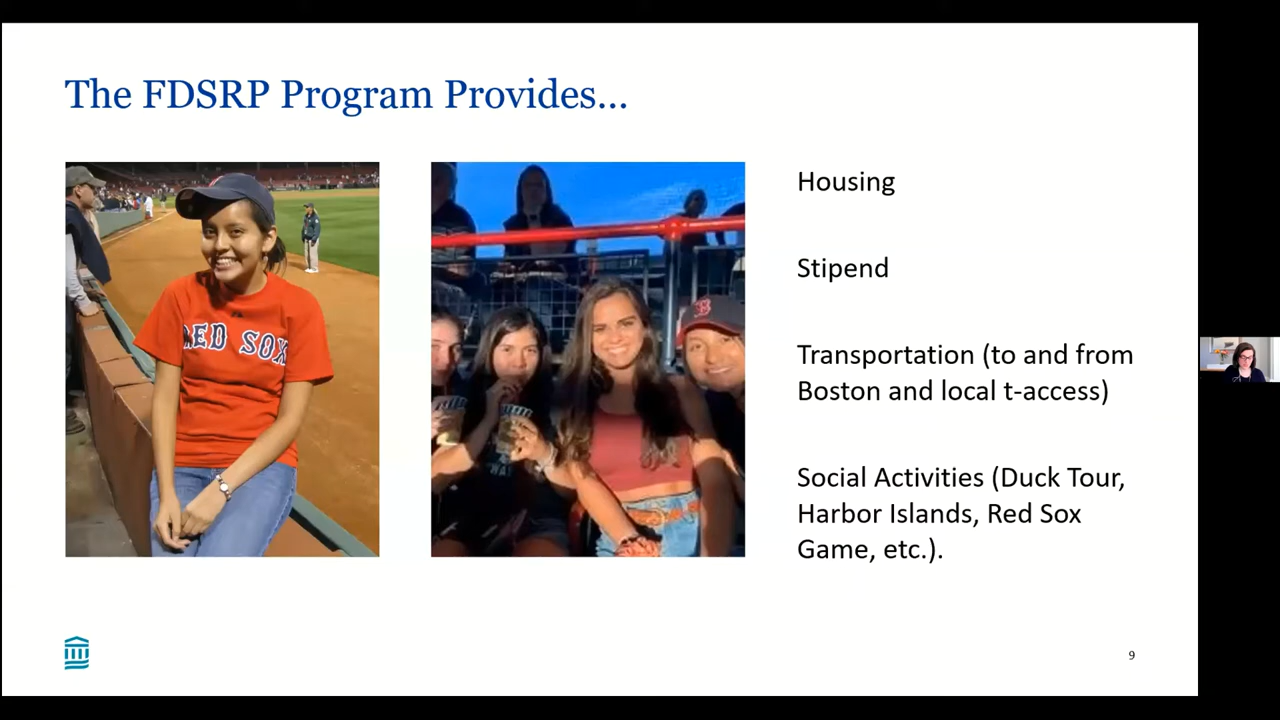 The FDSRP Program Provides...
RED SOX
B
Housing
Stipend
Transportation (to and from
Boston and local t-access)
Social Activities (Duck Tour,
Harbor Islands, Red Sox
Game, etc.).
9